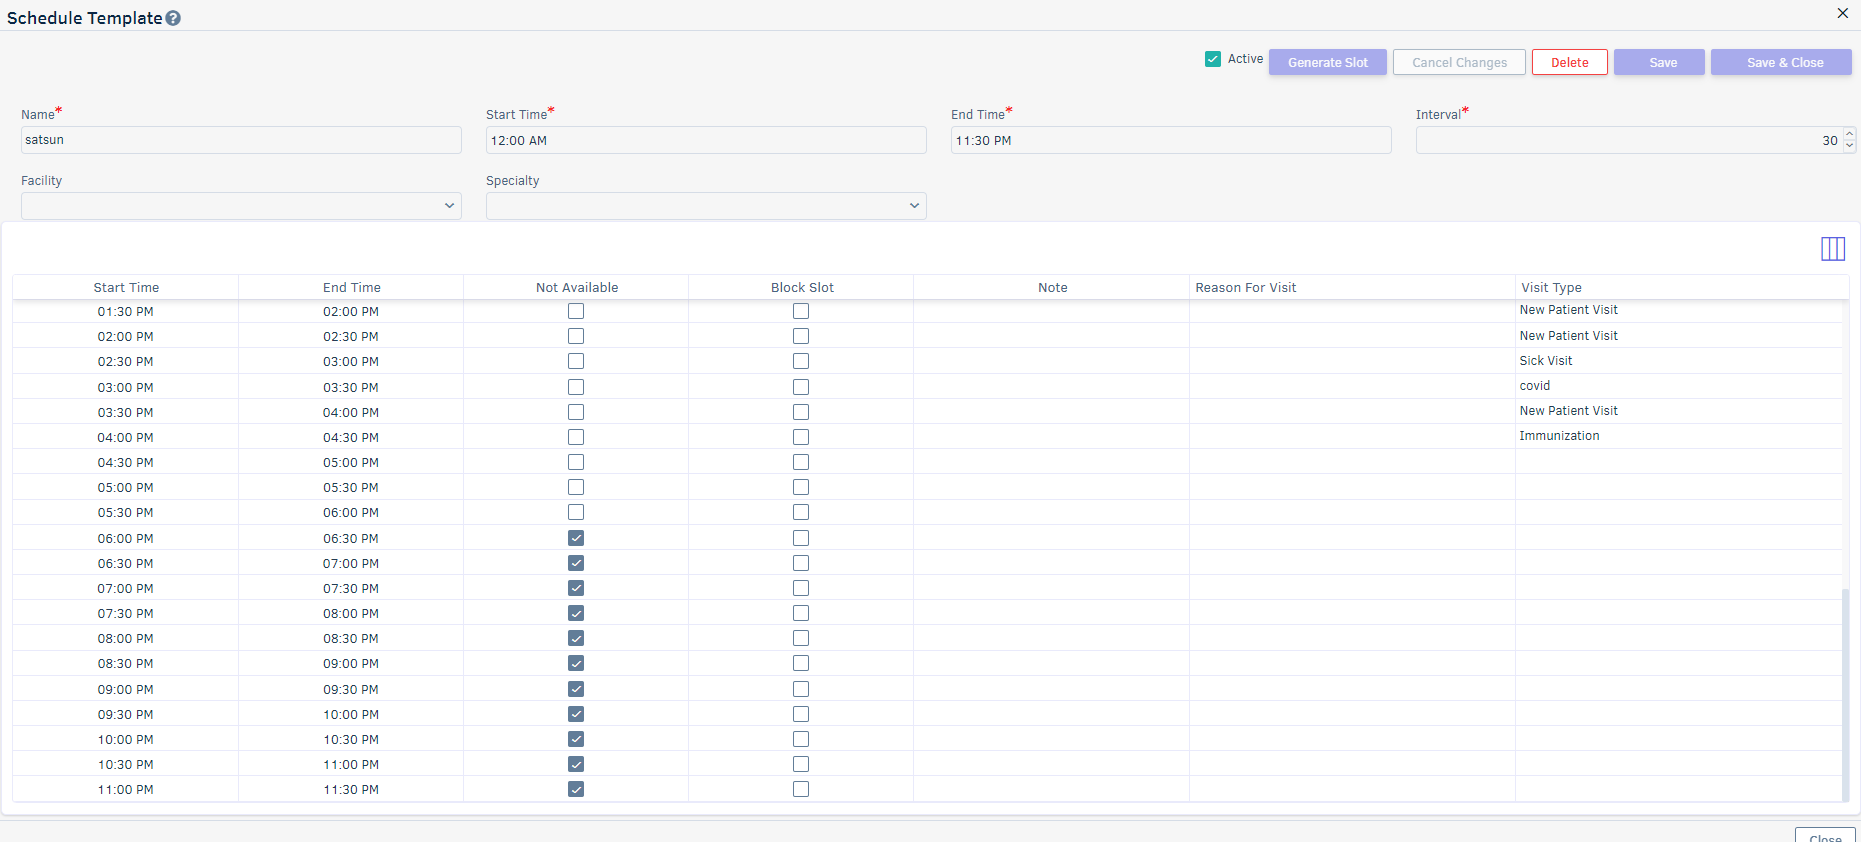 Schedule Template ?
Active Generate Slot Cancel Changes Delete Save Save & Close
Name* Start Time* End Time* Interval*
satsun 12:00 AM 11:30 PM 30
Facility Specialty
Start Time End Time Not Available Block Slot Note Reason For Visit Visit Type
01:30 PM 02:00 PM New Patient Visit
02:00 PM 02:30 PM New Patient Visit
02:30 PM 03:00 PM Sick Visit
03:00 PM 03:30 PM covid
03:30 PM 04:00 PM New Patient Visit
04:00 PM 04:30 PM Immunization
04:30 PM 05:00 PM
05:00 PM 05:30 PM
05:30 PM 06:00 PM
06:00 PM 06:30 PM
06:30 PM 07:00 PM
07:00 PM 07:30 PM
07:30 PM 08:00 PM
08:00 PM 08:30 PM
08:30 PM 09:00 PM
09:00 PM 09:30 PM
09:30 PM 10:00 PM
10:00 PM 10:30 PM
10:30 PM 11:00 PM
11:00 PM 11:30 PM
Close